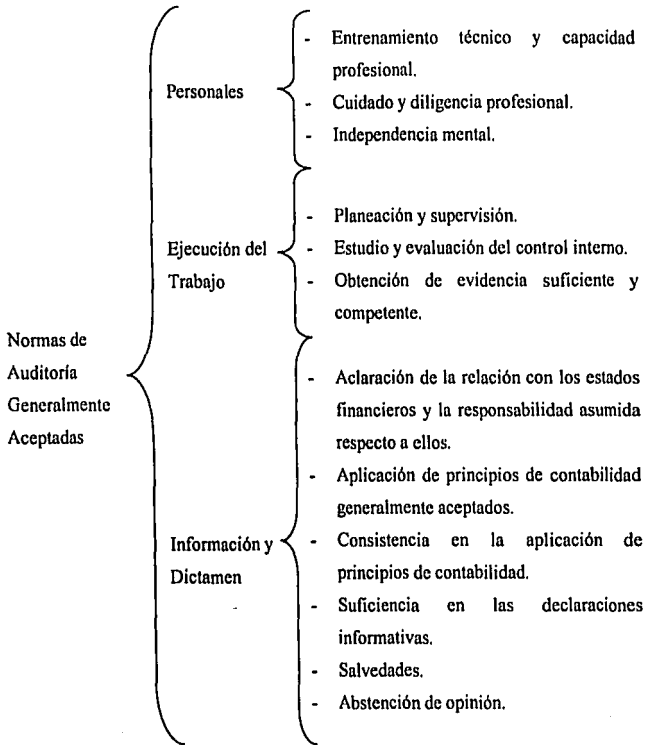 Normas de
Auditoría
Generalmente
Aceptadas
Personales
- Entrenamiento técnico y capacidad
profesional.
- Cuidado y diligencia profesional.
- Independencia mental.
Ejecución del
Trabajo
- Planeación y supervisión.
- Estudio y evaluación del control interno.
- Obtención de evidencia suficiente y
competente.
Información y
Dictamen
- Aclaración de la relación con los estados
financieros y la responsabilidad asumida
respecto a ellos.
- Aplicación de principios de contabilidad
generalmente aceptados.
- Consistencia en la aplicación de
principios de contabilidad.
- Suficiencia en las declaraciones
informativas.
- Salvedades.
- Abstención de opinión.